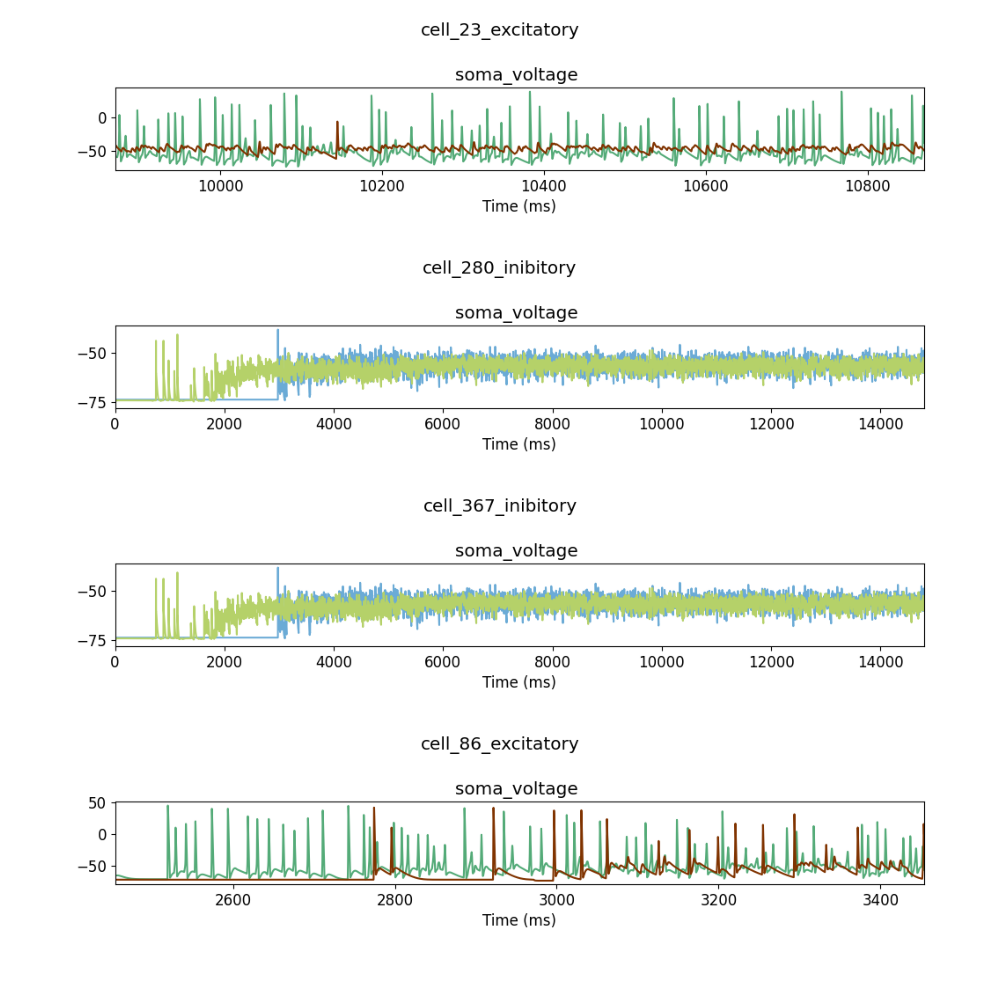 cell_23_excitatory
soma_voltage
0
−50
10000 10200 10400 10600 10800
Time (ms)
cell_280_inibitory
soma_voltage
−50
−75
0 2000 4000 6000 8000 10000 12000 14000
Time (ms)
cell_367_inibitory
soma_voltage
−50
−75
0 2000 4000 6000 8000 10000 12000 14000
Time (ms)
cell_86_excitatory
soma_voltage
50
0
−50
2600 2800 3000 3200 3400
Time (ms)